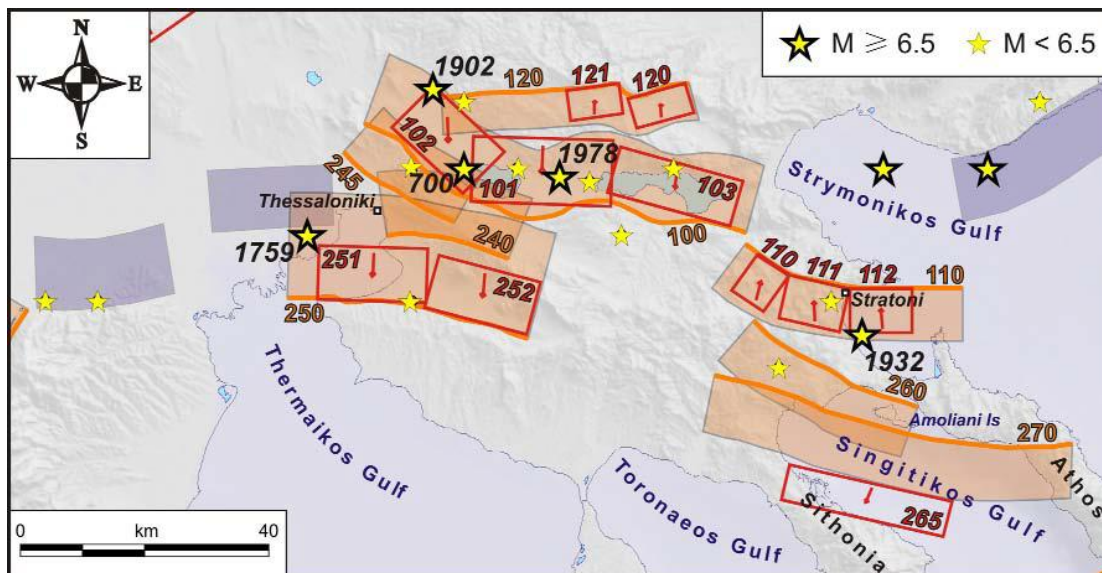 N
W E
S
M ≥ 6.5 M < 6.5
1902
120
121
120
102
1978
700
101
103
245
Thessaloniki
240
100
Strymonikos Gulf
1759
251
252
250
110
111
112
110
Stratoni
1932
260
Amoliani Is
270
Thermaikos Gulf
Toronaeos Gulf
Singitikos Gulf
265
Sithonia
Athos
0 km 40